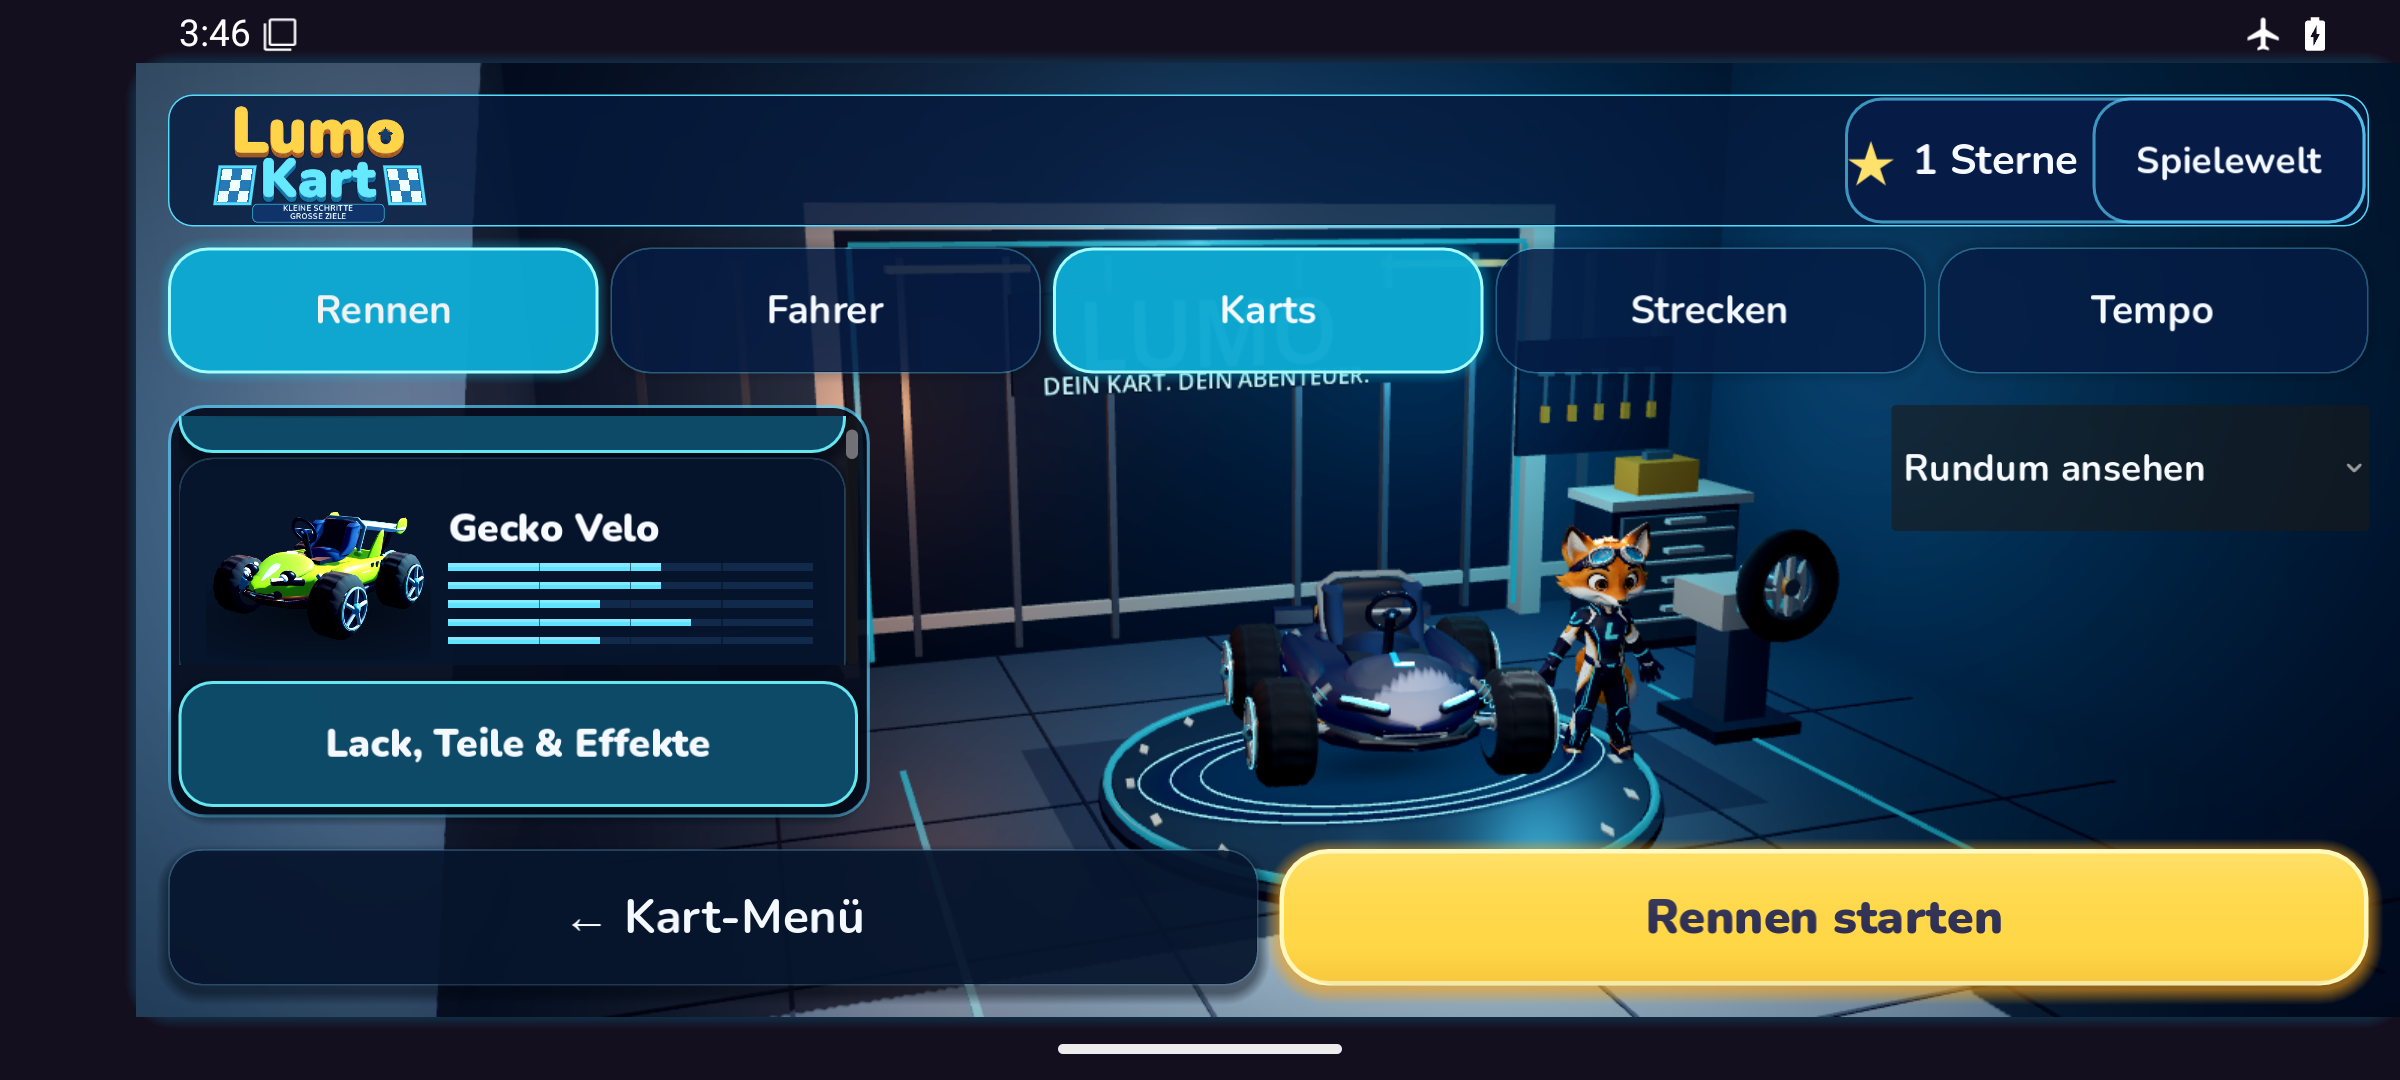 3:46
Lumo
Kart
KLEINE SCHRITTE
GROSSE ZIELE
1 Sterne
Spielewelt
Rennen
Fahrer
Karts
Strecken
Tempo
LUMO
DEIN KART. DEIN ABENTEUER.
Rundum ansehen
Gecko Velo
Lack, Teile & Effekte
L
← Kart-Menü
Rennen starten